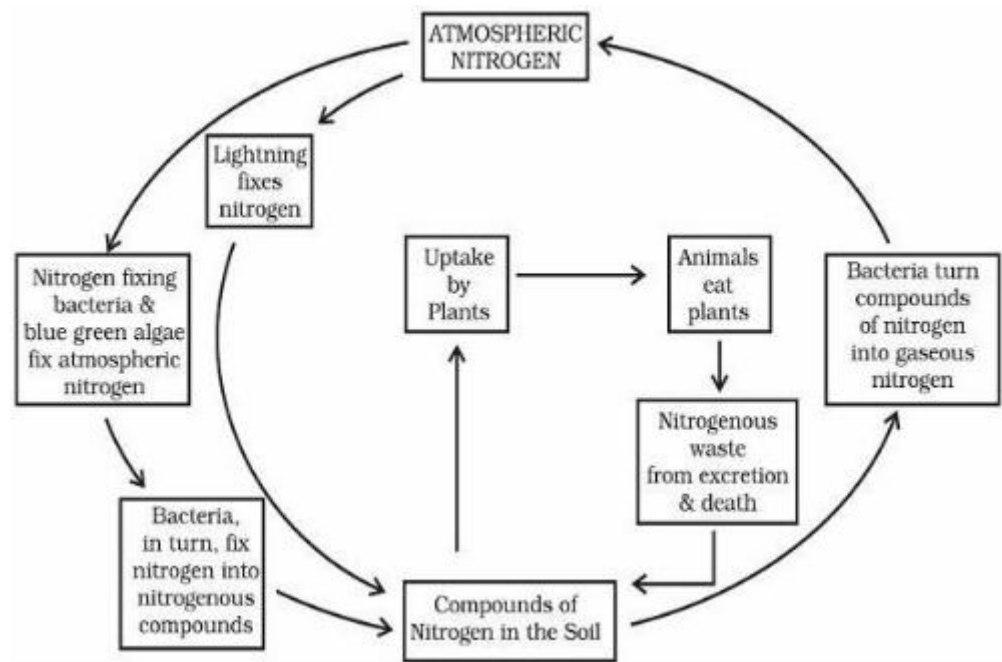 ATMOSPHERIC
NITROGEN
Lightning
fixes
nitrogen
Nitrogen fixing
bacteria &
blue green algae
fix atmospheric
nitrogen
Uptake
by
Plants
Animals
eat
plants
Bacteria turn
compounds
of nitrogen
into gaseous
nitrogen
Nitrogenous
waste
from excretion
& death
Bacteria,
in turn, fix
nitrogen into
nitrogenous
compounds
Compounds of
Nitrogen in the Soil